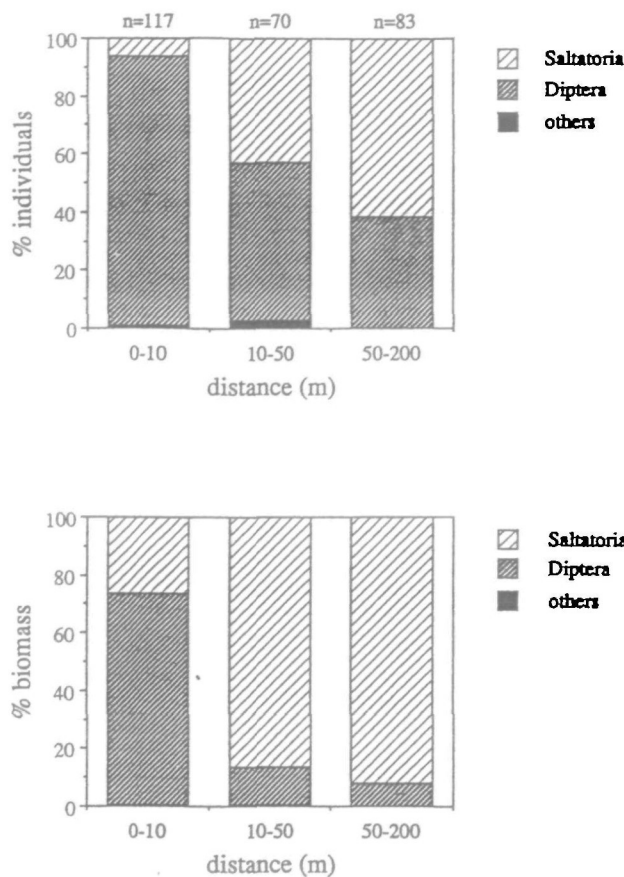 n=117 n=70 n=83
100
80
60
40
20
0
% individuals
0-10 10-50 50-200
distance (m)
Saltatoria
Diptera
others
100
80
60
40
20
0
% biomass
0-10 10-50 50-200
distance (m)
Saltatoria
Diptera
others